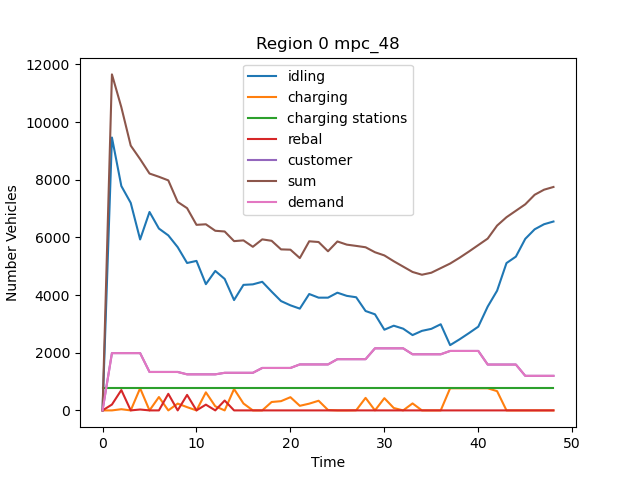 Region 0 mpc_48
Number Vehicles
12000
10000
8000
6000
4000
2000
0
idling
charging
charging stations
rebal
customer
sum
demand
0
10
20
30
40
50
Time